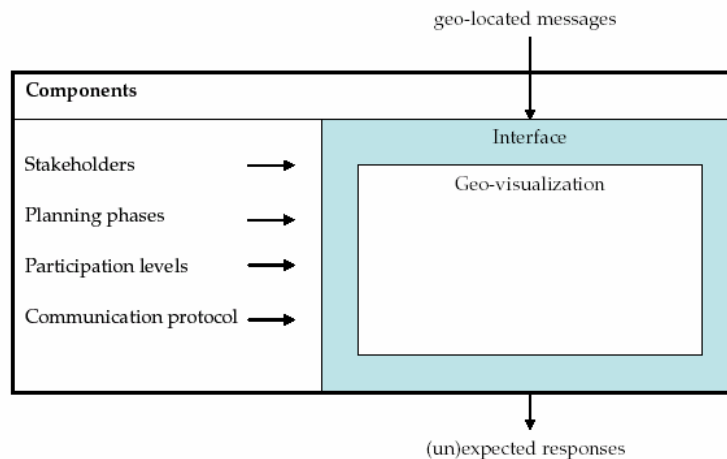 geo-located messages
Components
Interface
Stakeholders
Geo-visualization
Planning phases
Participation levels
Communication protocol
(un)expected responses